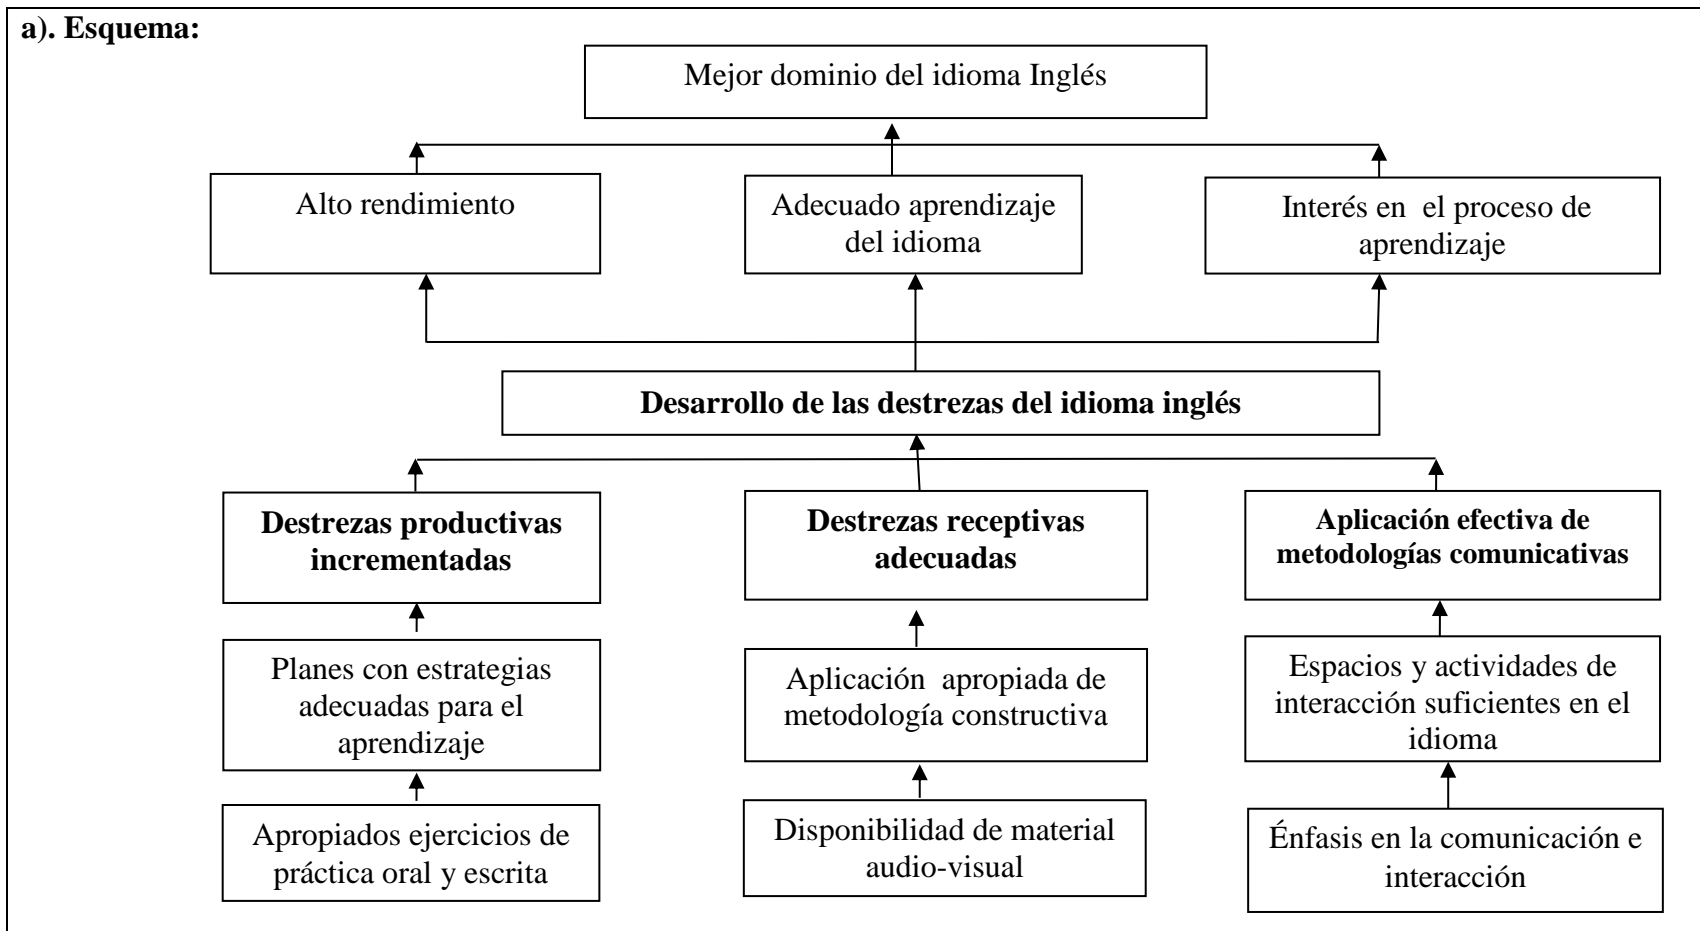 a). Esquema:
Mejor dominio del idioma Inglés
Alto rendimiento
Adecuado aprendizaje
del idioma
Interés en el proceso de
aprendizaje
Desarrollo de las destrezas del idioma inglés
Destrezas productivas
incrementadas
Destrezas receptivas
adecuadas
Aplicación efectiva de
metodologías comunicativas
Planes con estrategias
adecuadas para el
aprendizaje
Aplicación apropiada de
metodología constructiva
Espacios y actividades de
interacción suficientes en el
idioma
Apropiados ejercicios de
práctica oral y escrita
Disponibilidad de material
audio-visual
Énfasis en la comunicación e
interacción